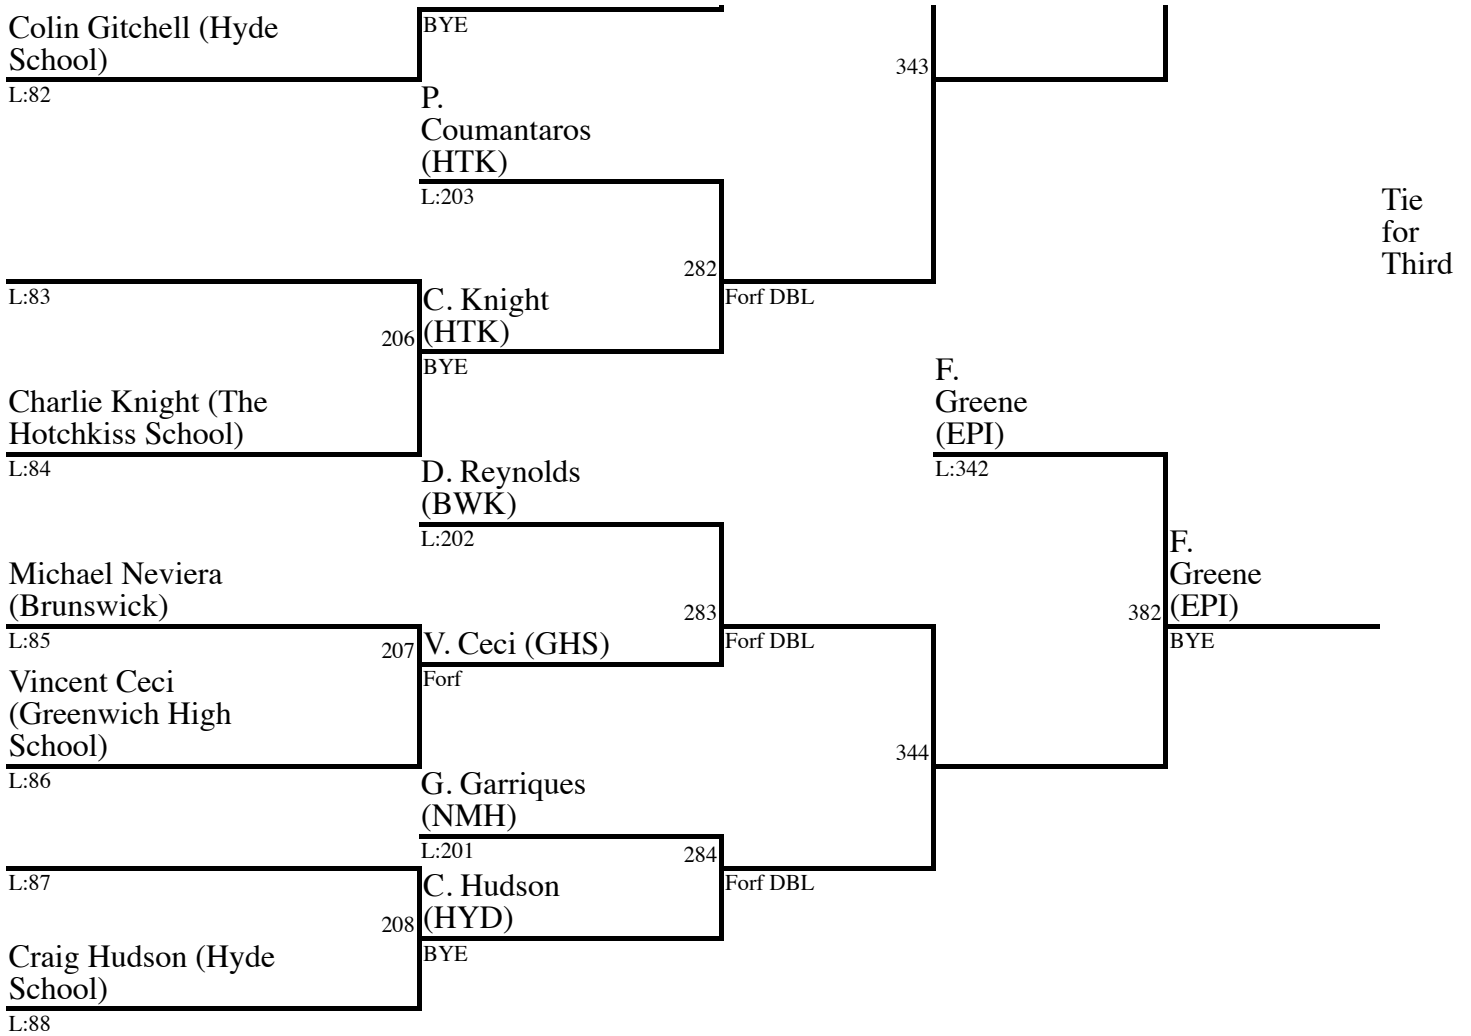 Colin Gitchell (Hyde
School)
L:82
BYE
P.
Coumantaros
(HTK)
L:203
343
Tie
for
Third
L:83
206
C. Knight
(HTK)
BYE
282
Forf DBL
Charlie Knight (The
Hotchkiss School)
L:84
F.
Greene
(EPI)
L:342
D. Reynolds
(BWK)
L:202
Michael Neviera
(Brunswick)
L:85
207
V. Ceci (GHS)
Forf
283
Forf DBL
382
F.
Greene
(EPI)
BYE
Vincent Ceci
(Greenwich High
School)
L:86
344
G. Garriques
(NMH)
L:201
284
Forf DBL
L:87
208
C. Hudson
(HYD)
BYE
Craig Hudson (Hyde
School)
L:88